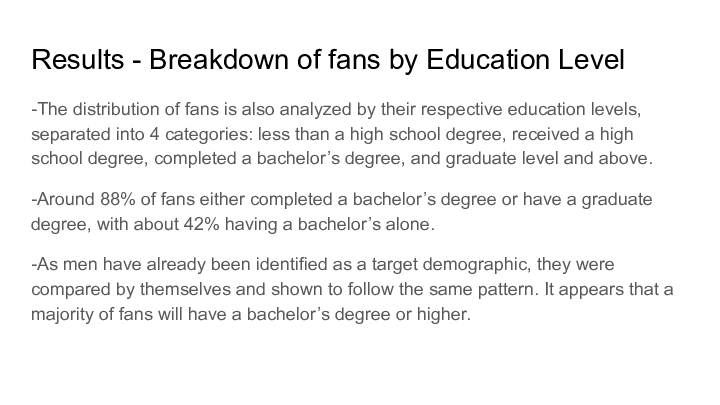 Results - Breakdown of fans by Education Level
-The distribution of fans is also analyzed by their respective education levels,
separated into 4 categories: less than a high school degree, received a high
school degree, completed a bachelor’s degree, and graduate level and above.
-Around 88% of fans either completed a bachelor’s degree or have a graduate
degree, with about 42% having a bachelor’s alone.
-As men have already been identified as a target demographic, they were
compared by themselves and shown to follow the same pattern. It appears that a
majority of fans will have a bachelor’s degree or higher.